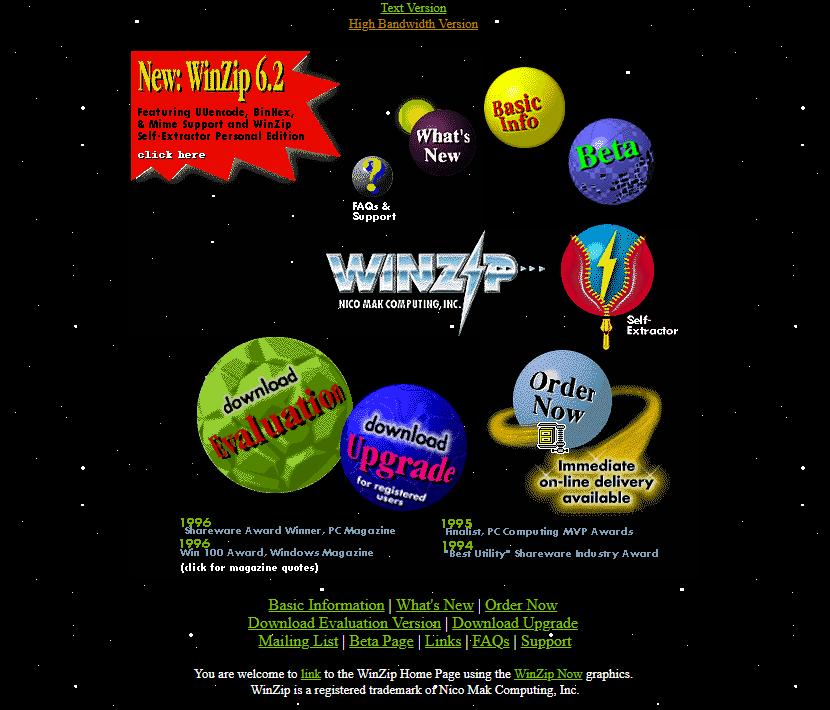 Text Version
High Bandwidth Version
New: WinZip 6.2
Featuring UUencode, BinHex,
& Mime Support and WinZip
Self-Extractor Personal Edition
click here
What's
New
Basic
Info
Beta
FAQs &
Support
WINZIP
NICO MAK COMPUTING, INC.
Self-
Extractor
download
Evaluation
download
Upgrade
for registered
users
Order
Now
Immediate
on-line delivery
available
1996
Shareware Award Winner, PC Magazine
1996
Win 100 Award, Windows Magazine
(click for magazine quotes)
1995
Finalist, PC Computing MVP Awards
1994
"Best Utility" Shareware Industry Award
Basic Information | What's New | Order Now
Download Evaluation Version | Download Upgrade
Mailing List | Beta Page | Links | FAQs | Support
You are welcome to link to the WinZip Home Page using the WinZip Now graphics.
WinZip is a registered trademark of Nico Mak Computing, Inc.